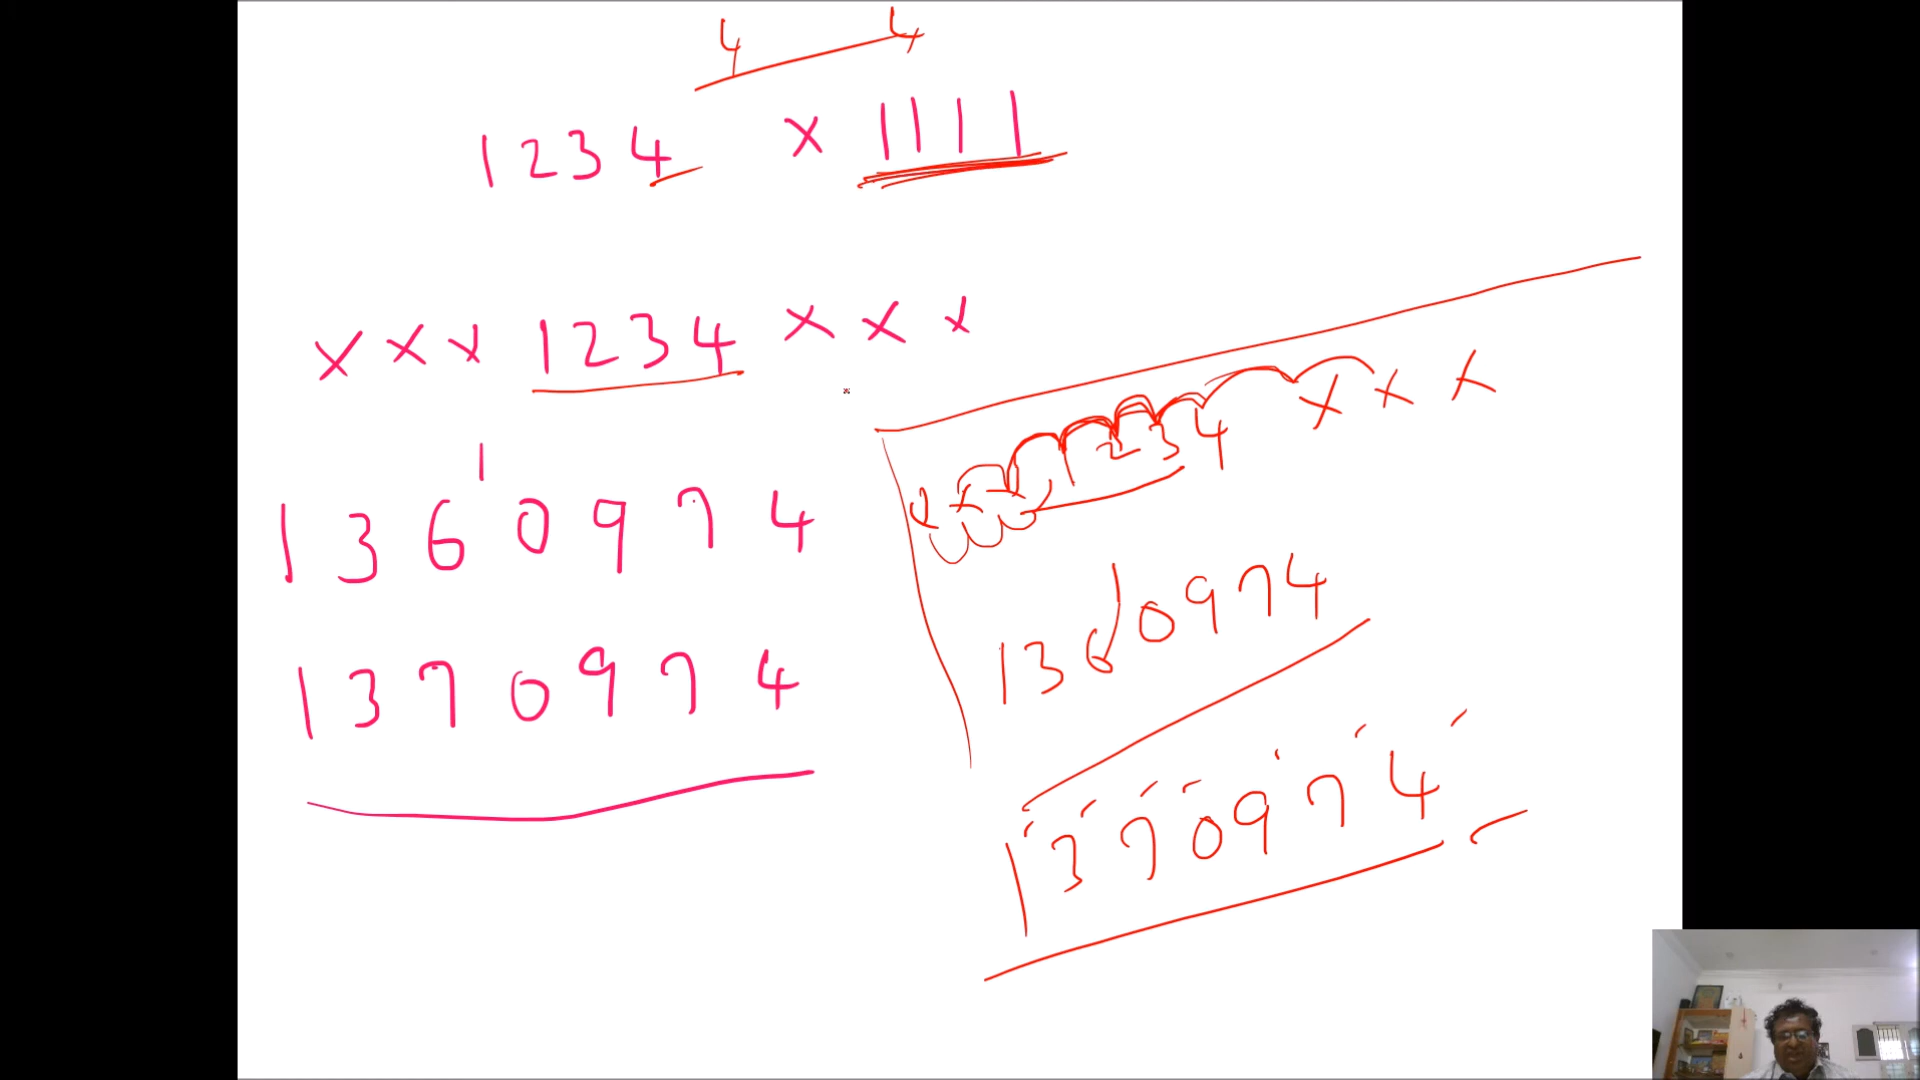 4 4
1234 x 1111
x x x 1234 x x x
1
1360974
1370974
1234 x x x
1360974
1370974